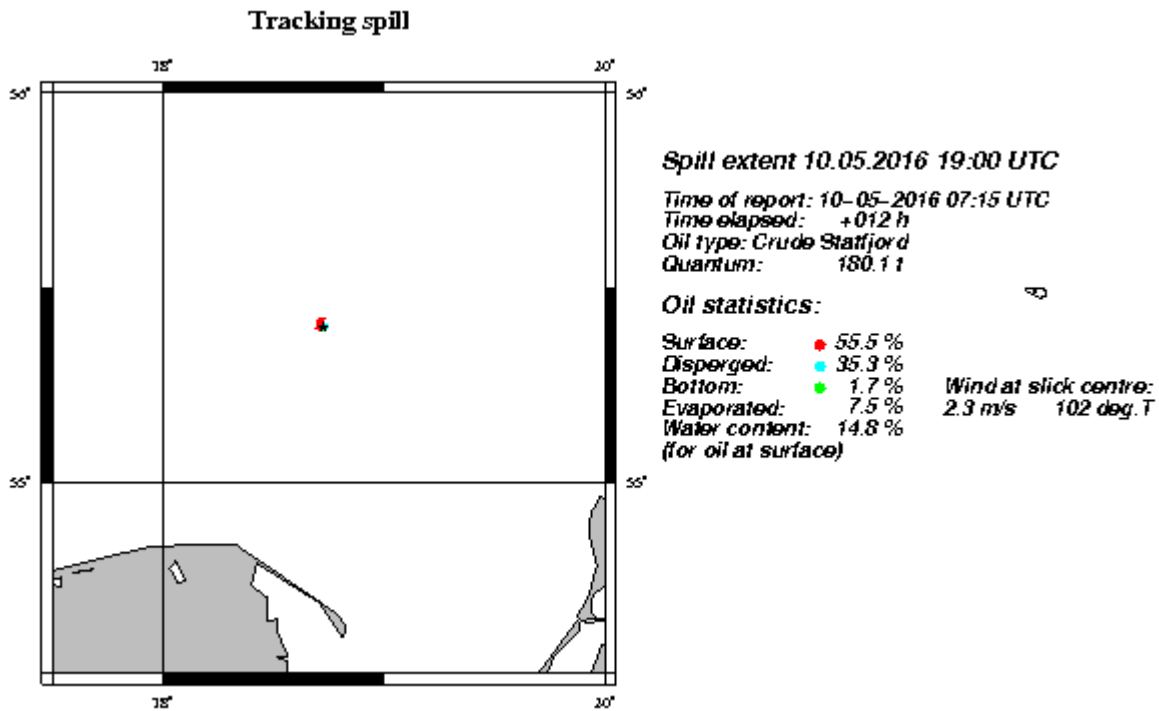 Tracking spill
18° 20°
56° 56°
Spill extent 10.05.2016 19:00 UTC
Time of report: 10-05-2016 07:15 UTC
Time elapsed: +012 h
Oil type: Crude Statfjord
Quantum: 180.1 t
Oil statistics:
Surface: 55.5 %
Disperged: 35.3 %
Bottom: 1.7 % Wind at slick centre:
Evaporated: 7.5 % 2.3 m/s 102 deg.T
Water content: 14.8 %
(for oil at surface)
55° 55°
18° 20°